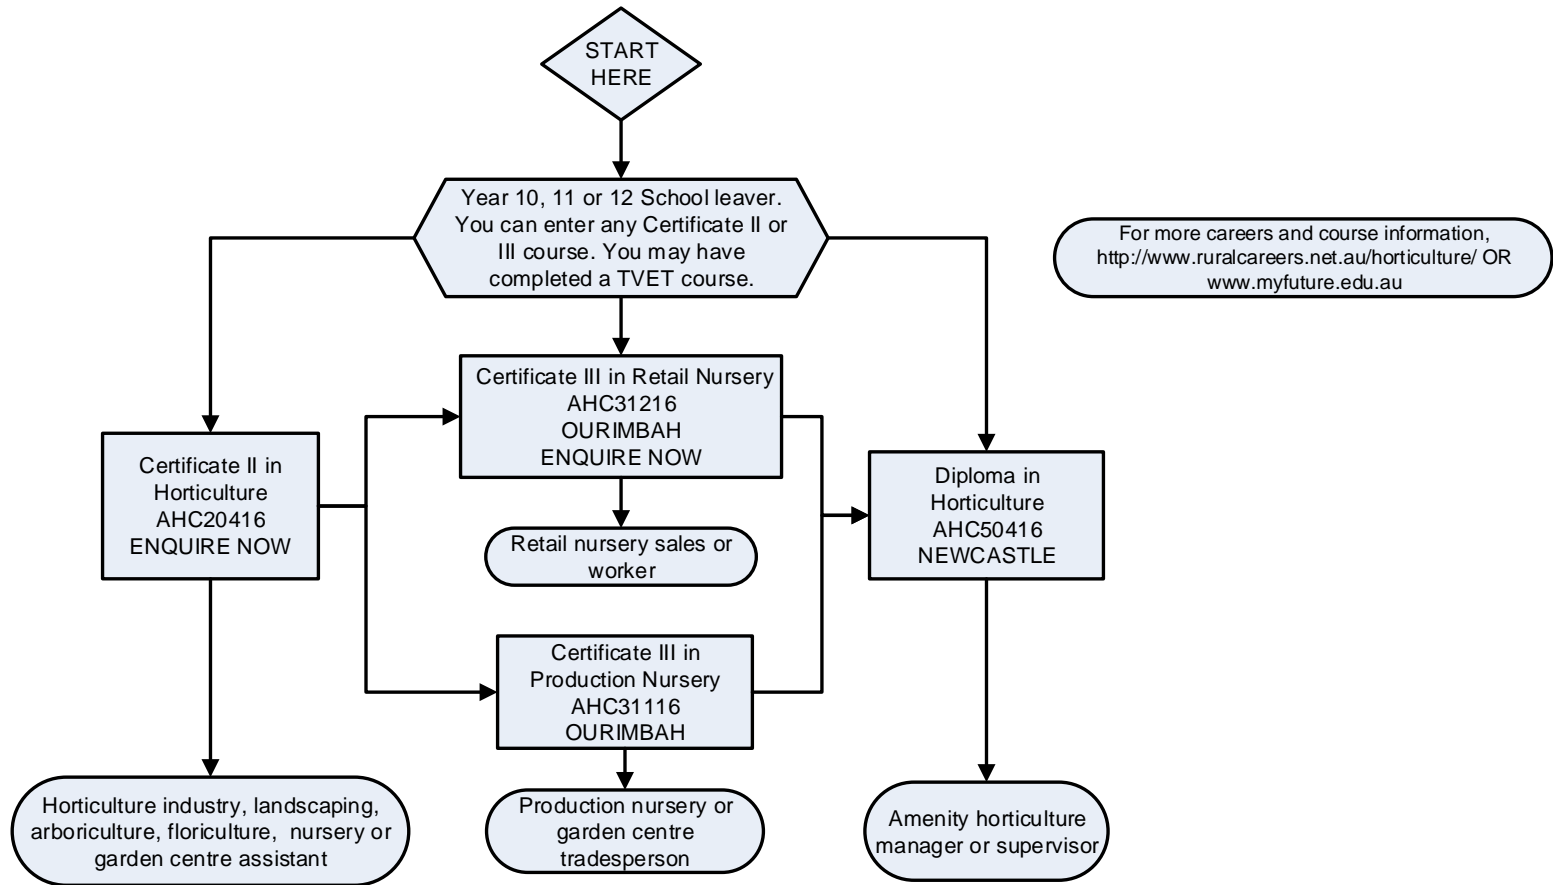 START
HERE
Year 10, 11 or 12 School leaver.
You can enter any Certificate II or
III course. You may have
completed a TVET course.
For more careers and course information,
http://www.ruralcareers.net.au/horticulture/ OR
www.myfuture.edu.au
Certificate III in Retail Nursery
AHC31216
OURIMBAH
ENQUIRE NOW
Certificate II in
Horticulture
AHC20416
ENQUIRE NOW
Diploma in
Horticulture
AHC50416
NEWCASTLE
Retail nursery sales or
worker
Certificate III in
Production Nursery
AHC31116
OURIMBAH
Horticulture industry, landscaping,
arboriculture, floriculture,  nursery or
garden centre assistant
Production nursery or
garden centre
tradesperson
Amenity horticulture
manager or supervisor